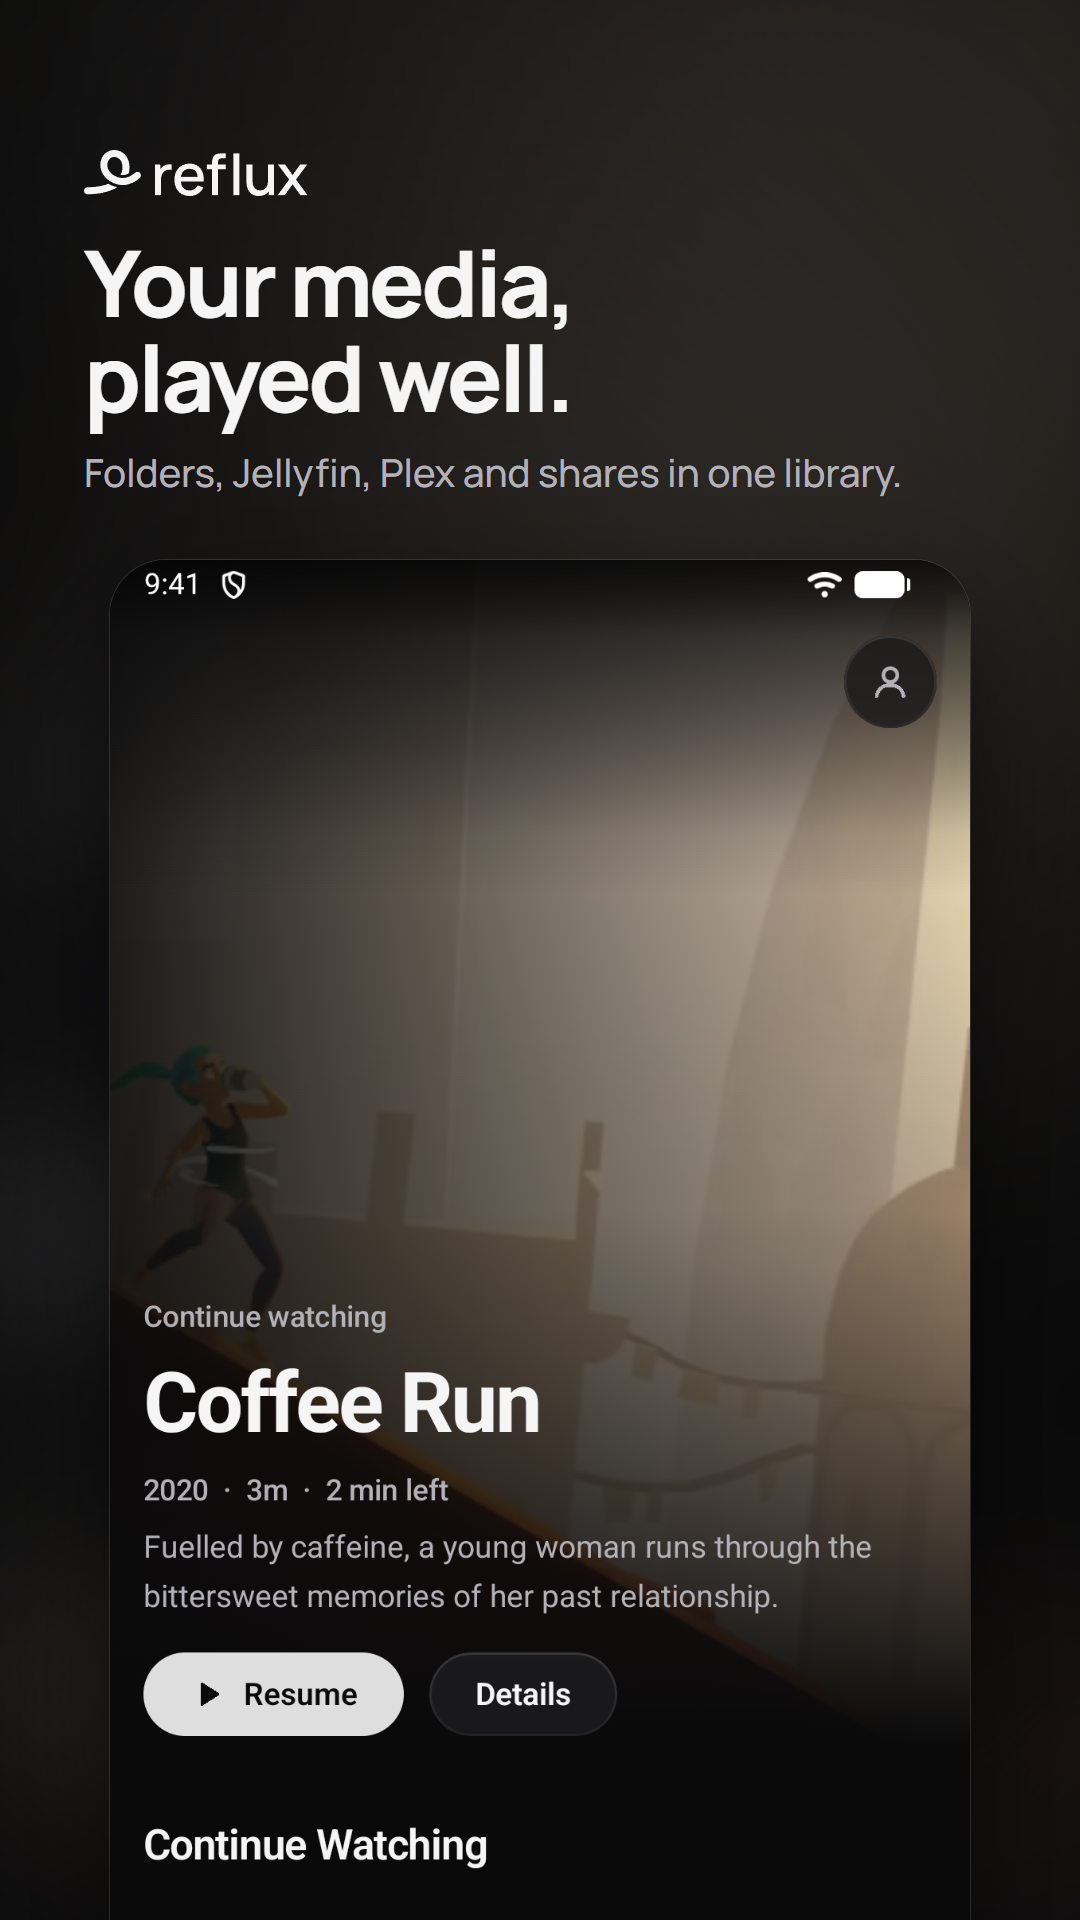 reflux
Your media,
played well.
Folders, Jellyfin, Plex and shares in one library.
9:41
Continue watching
Coffee Run
2020 · 3m · 2 min left
Fuelled by caffeine, a young woman runs through the
bittersweet memories of her past relationship.
Resume
Details
Continue Watching